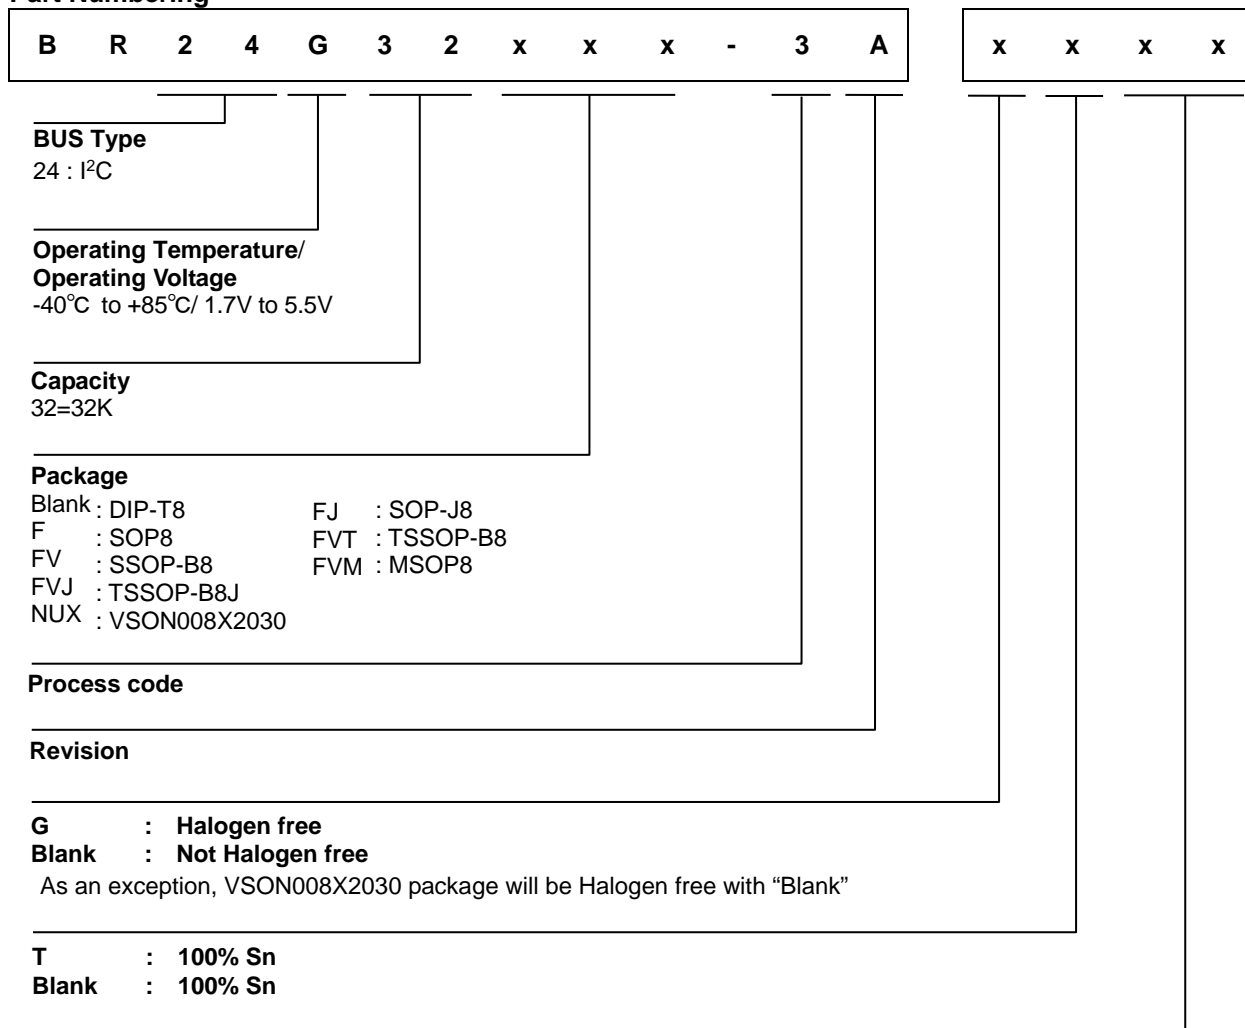 B R 2 4 G 3 2 x x x - 3 A x x x x
BUS Type
24 : I²C
Operating Temperature/
Operating Voltage
-40℃ to +85℃/ 1.7V to 5.5V
Capacity
32=32K
Package
Blank : DIP-T8 FJ : SOP-J8
F : SOP8 FVT : TSSOP-B8
FV : SSOP-B8 FVM : MSOP8
FVJ : TSSOP-B8J
NUX : VSON008X2030
Process code
Revision
G : Halogen free
Blank : Not Halogen free
As an exception, VSON008X2030 package will be Halogen free with “Blank”
T : 100% Sn
Blank : 100% Sn